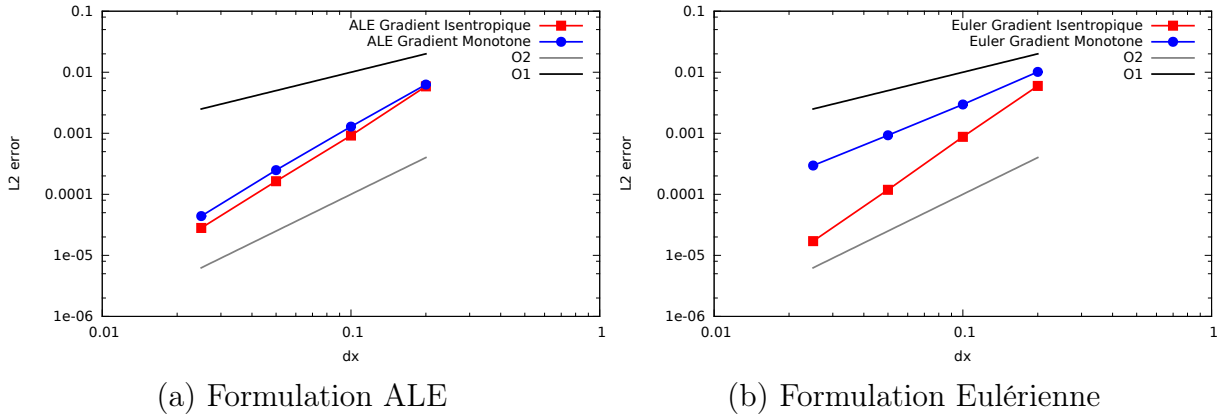 0.1
0.01
0.001
0.0001
1e-05
1e-06
0.01
0.1
1
L2 error
dx
ALE Gradient Isentropique
ALE Gradient Monotone
O2
O1
(a) Formulation ALE
0.1
0.01
0.001
0.0001
1e-05
1e-06
0.01
0.1
1
L2 error
dx
Euler Gradient Isentropique
Euler Gradient Monotone
O2
O1
(b) Formulation Eulérienne